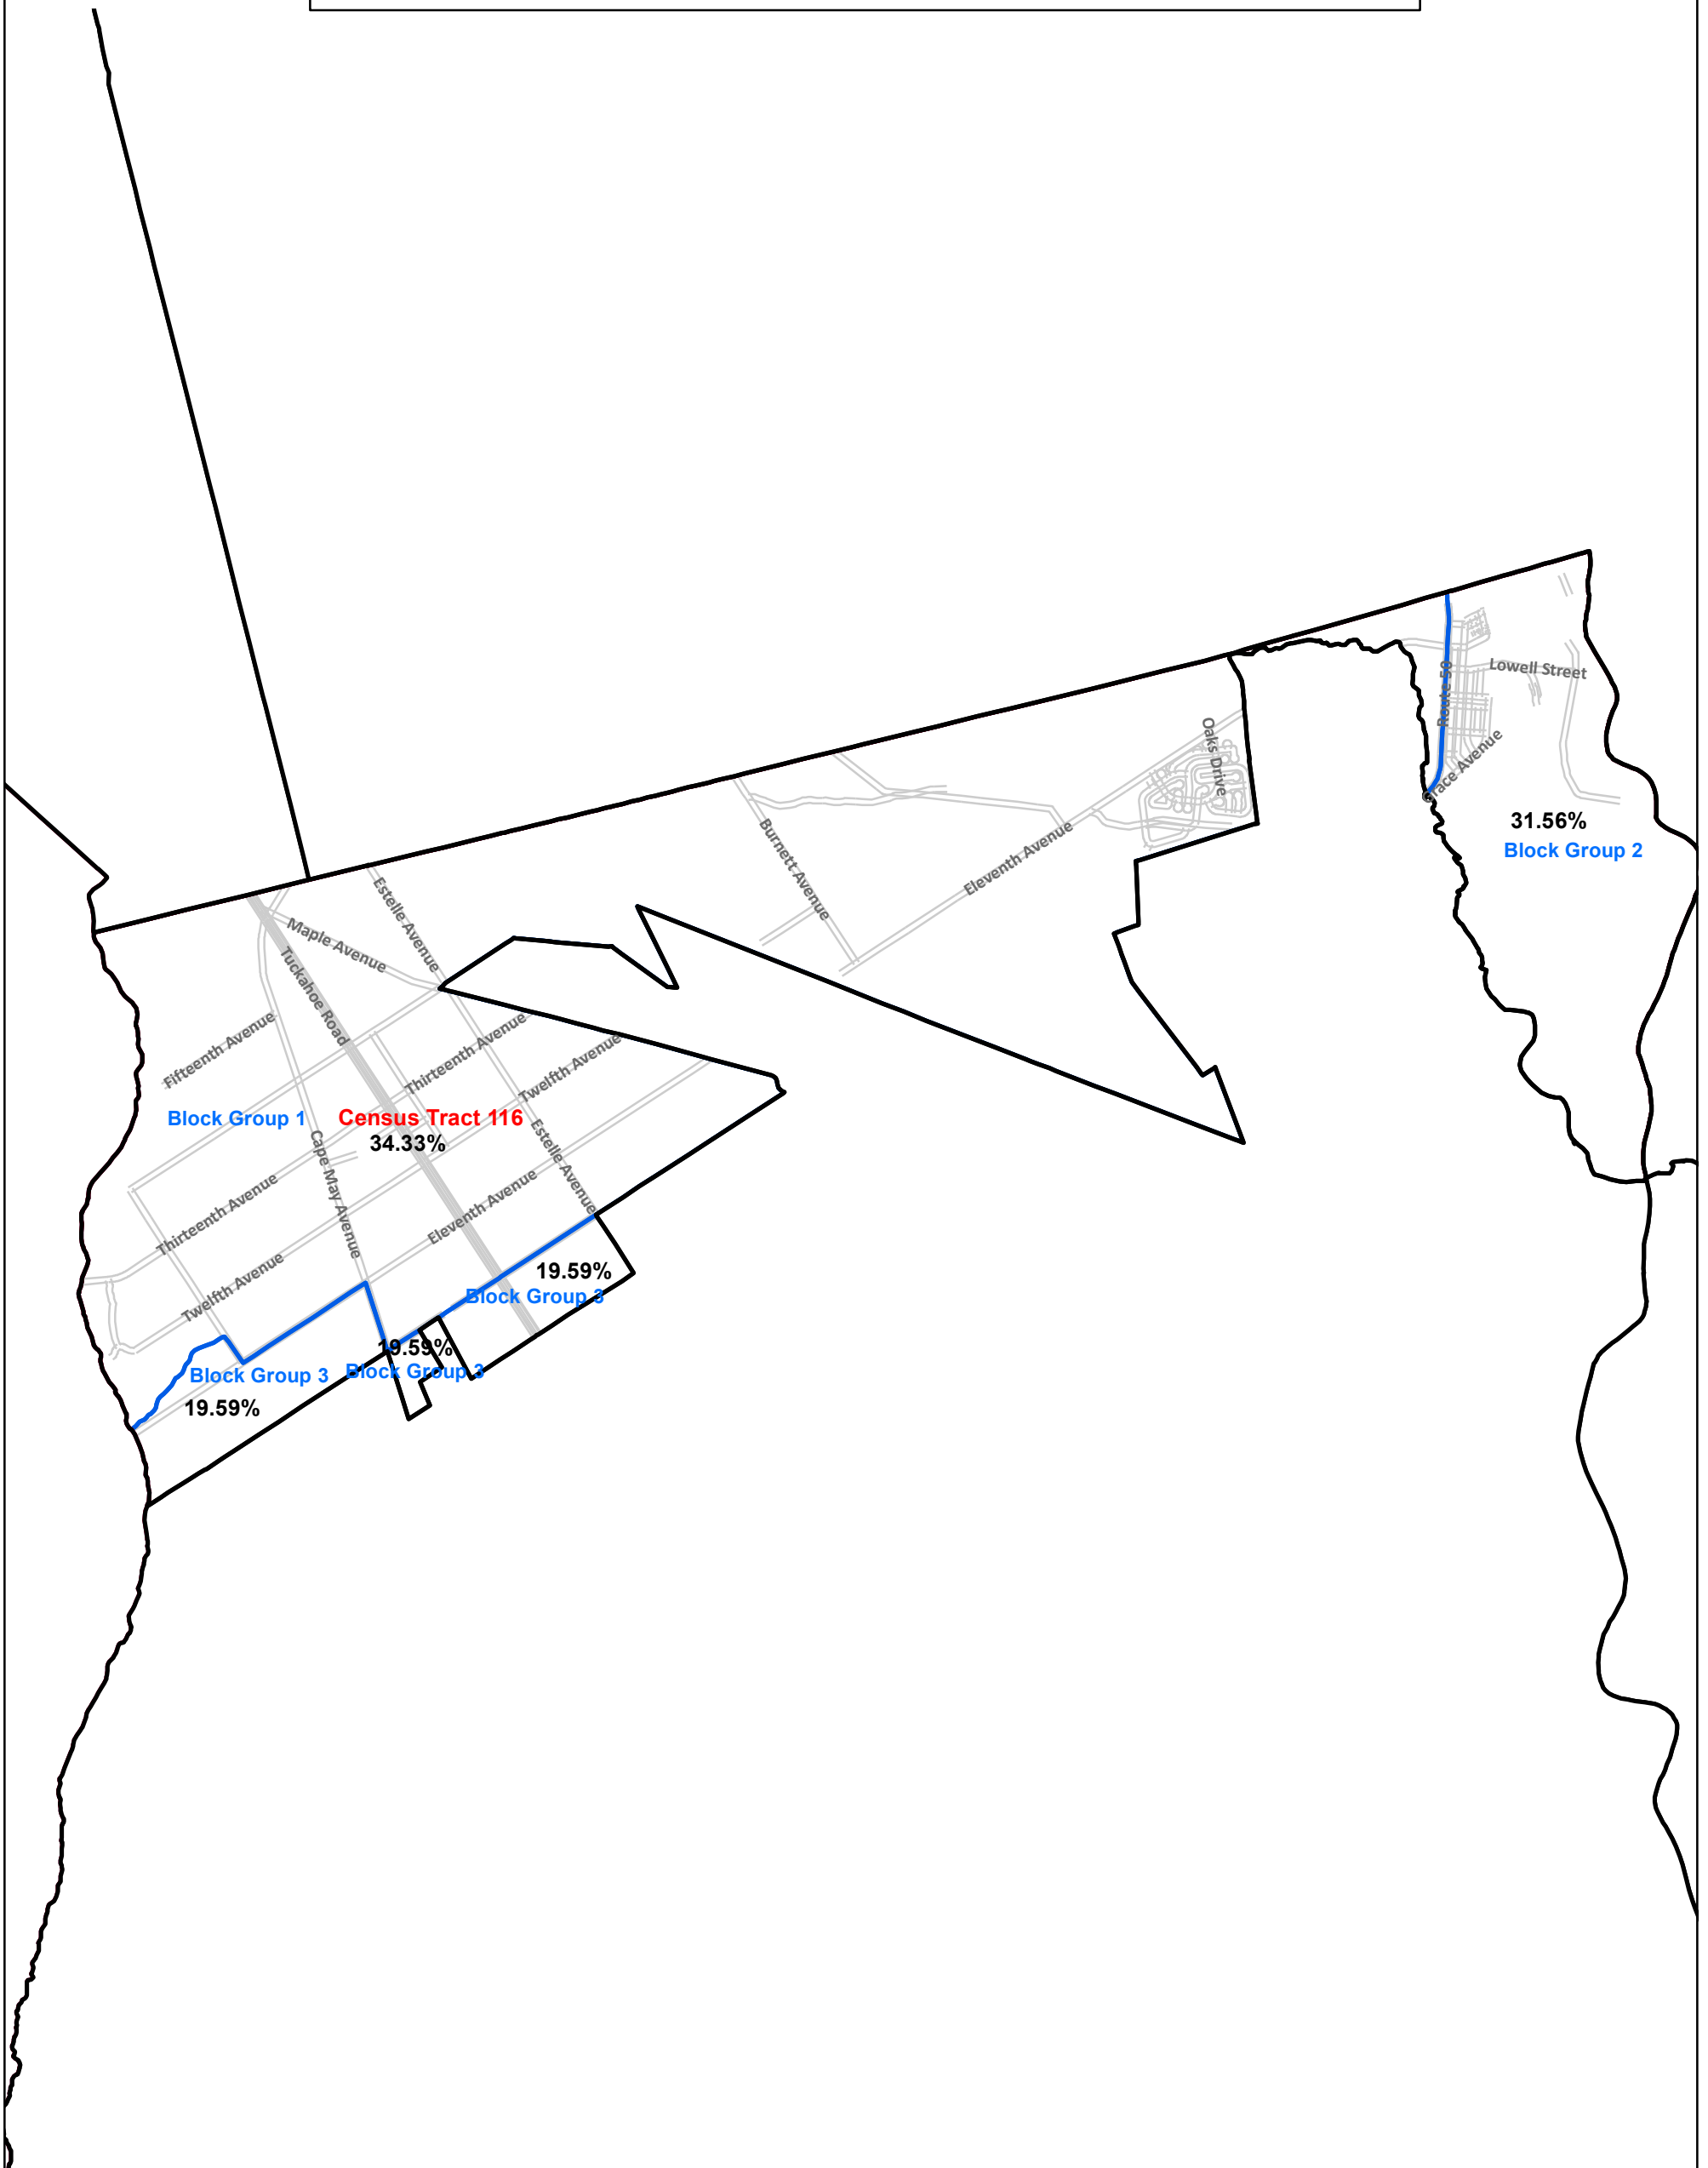 Lowell Street
Route 50
Oaks Drive
Grace Avenue
31.56%
Block Group 2
Burnett Avenue
Eleventh Avenue
Estelle Avenue
Maple Avenue
Tuckahoe Road
Fifteenth Avenue
Thirteenth Avenue
Twelfth Avenue
Block Group 1
Census Tract 116
34.33%
Cape May Avenue
Estelle Avenue
Thirteenth Avenue
Eleventh Avenue
Twelfth Avenue
19.59%
Block Group 3
19.59%
Block Group 3
Block Group 3
19.59%